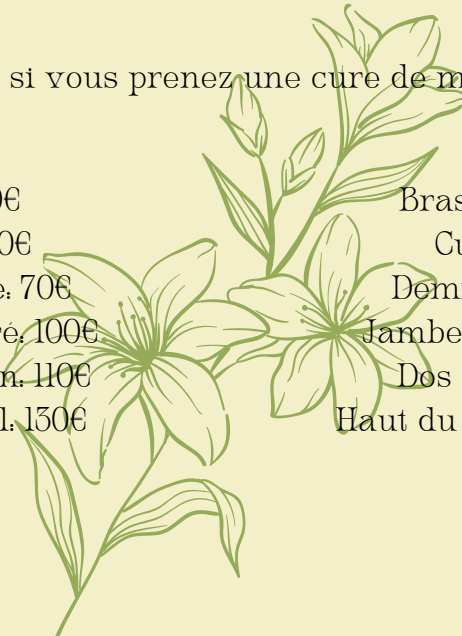 si vous prenez une cure de m
0€ Bras
0€ Cu
e: 70€ Demi
ré: 100€ Jambe
n: 110€ Dos
l: 130€ Haut du